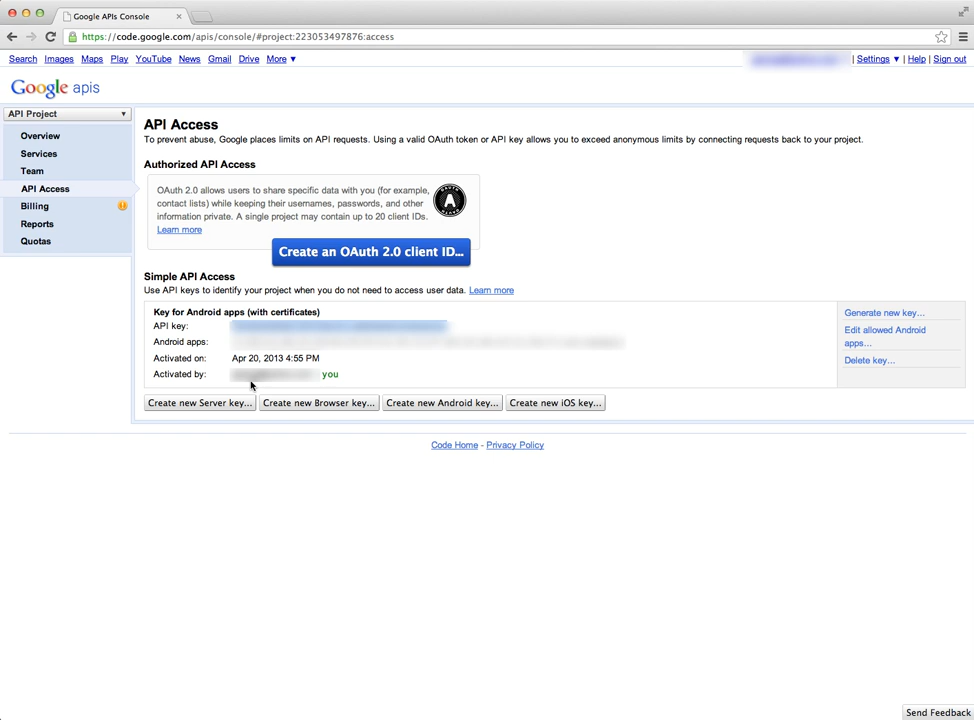 Google APIs Console
https://code.google.com/apis/console/#project:223053497876:access
Search Images Maps Play YouTube News Gmail Drive More ▼
| Settings ▼ | Help | Sign out
Google apis
API Project ▼
Overview
Services
Team
API Access
Billing
Reports
Quotas
API Access
To prevent abuse, Google places limits on API requests. Using a valid OAuth token or API key allows you to exceed anonymous limits by connecting requests back to your project.
Authorized API Access
OAuth 2.0 allows users to share specific data with you (for example,
contact lists) while keeping their usernames, passwords, and other
information private. A single project may contain up to 20 client IDs.
Learn more
Create an OAuth 2.0 client ID...
Simple API Access
Use API keys to identify your project when you do not need to access user data. Learn more
Key for Android apps (with certificates)
API key:
Android apps:
Activated on: Apr 20, 2013 4:55 PM
Activated by: you
Generate new key...
Edit allowed Android
apps...
Delete key...
Create new Server key... Create new Browser key... Create new Android key... Create new iOS key...
Code Home - Privacy Policy
Send Feedback